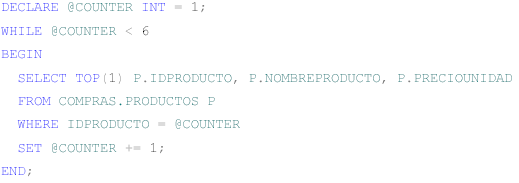 DECLARE @COUNTER INT = 1;
WHILE @COUNTER < 6
BEGIN
  SELECT TOP(1) P.IDPRODUCTO, P.NOMBREPRODUCTO, P.PRECIOUNIDAD
  FROM COMPRAS.PRODUCTOS P
  WHERE IDPRODUCTO = @COUNTER
  SET @COUNTER += 1;
END;